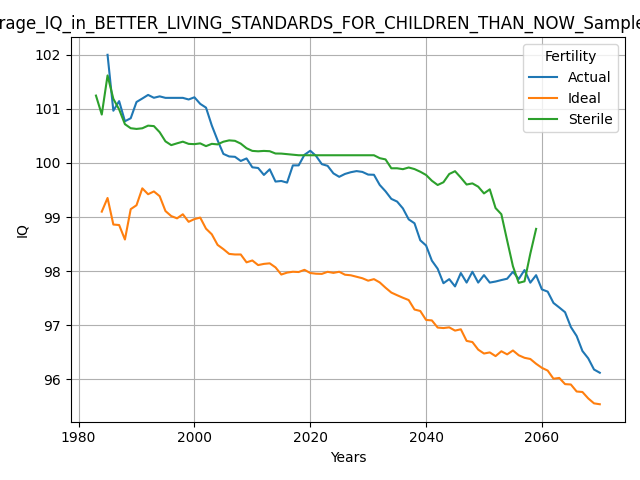 rage_IQ_in_BETTER_LIVING_STANDARDS_FOR_CHILDREN_THAN_NOW_Sample
Fertility
Actual
Ideal
Sterile
102
101
100
99
98
97
96
IQ
1980
2000
2020
2040
2060
Years